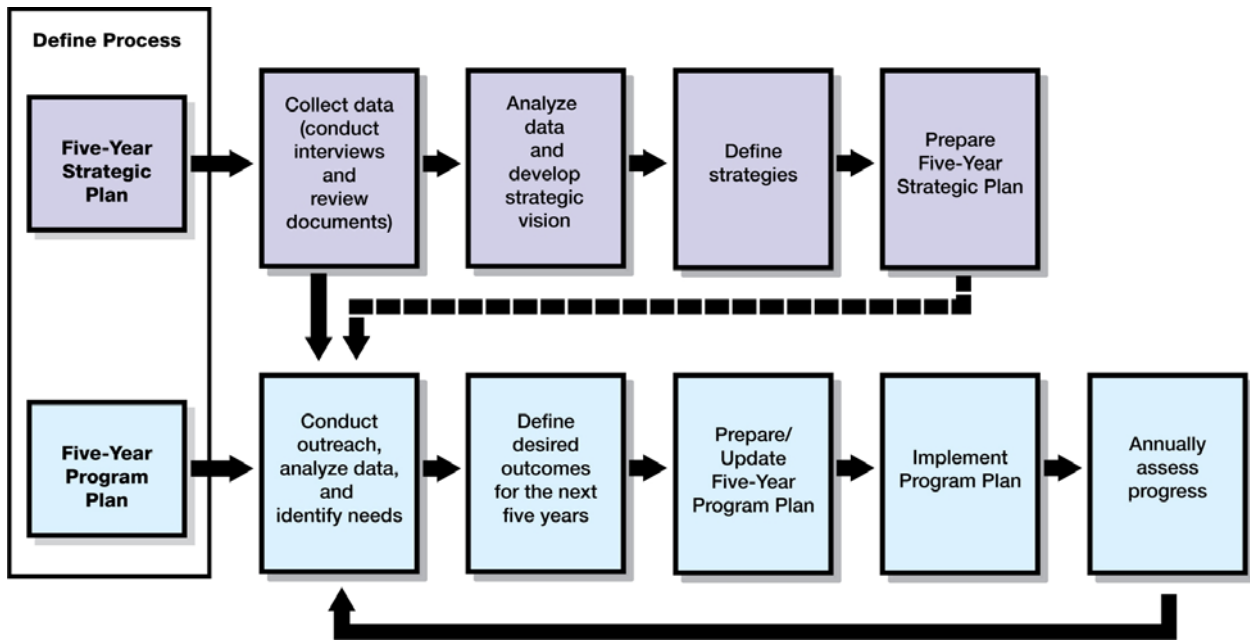 Define Process
Five-Year
Strategic
Plan
Collect data
(conduct
interviews
and
review
documents)
Analyze
data
and
develop
strategic
vision
Define
strategies
Prepare
Five-Year
Strategic Plan
Five-Year
Program
Plan
Conduct
outreach,
analyze data,
and
identify needs
Define
desired
outcomes
for the next
five years
Prepare/
Update
Five-Year
Program Plan
Implement
Program Plan
Annually
assess
progress